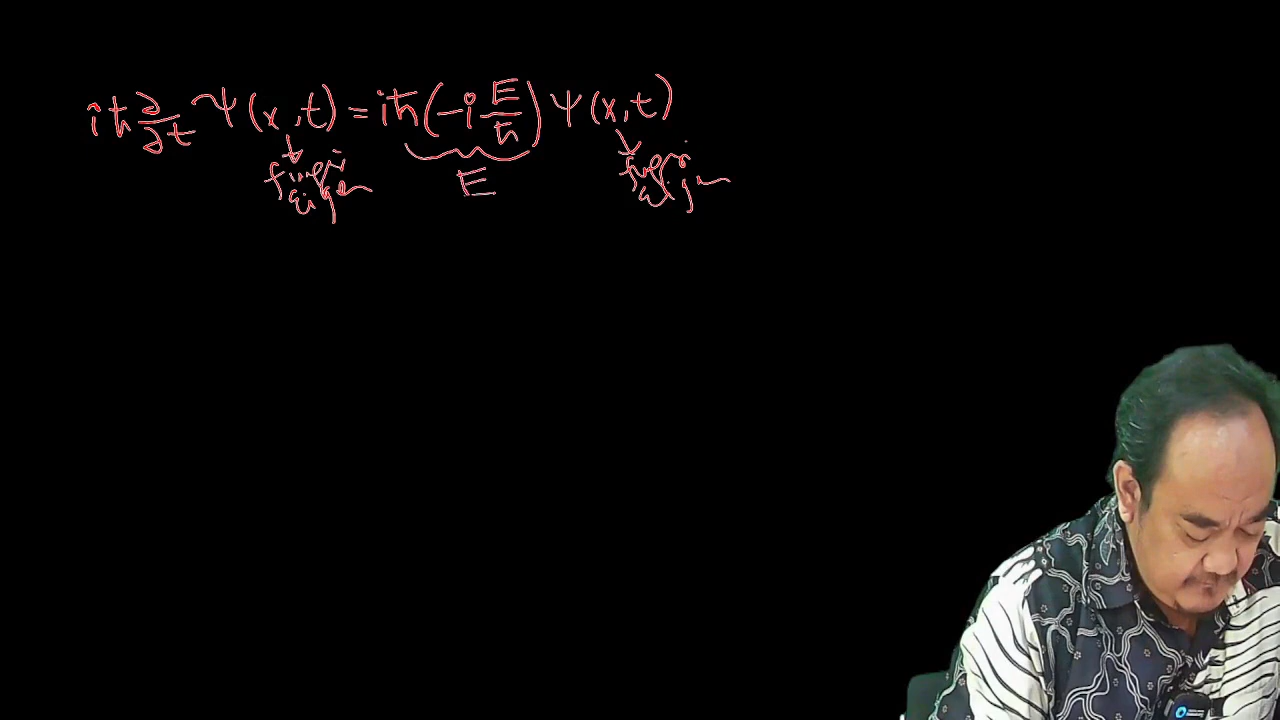 iħ ∂/∂t Ψ(x,t) = iħ(-i E/ħ) Ψ(x,t)
fungsi
eigen
E
fungsi
eigen